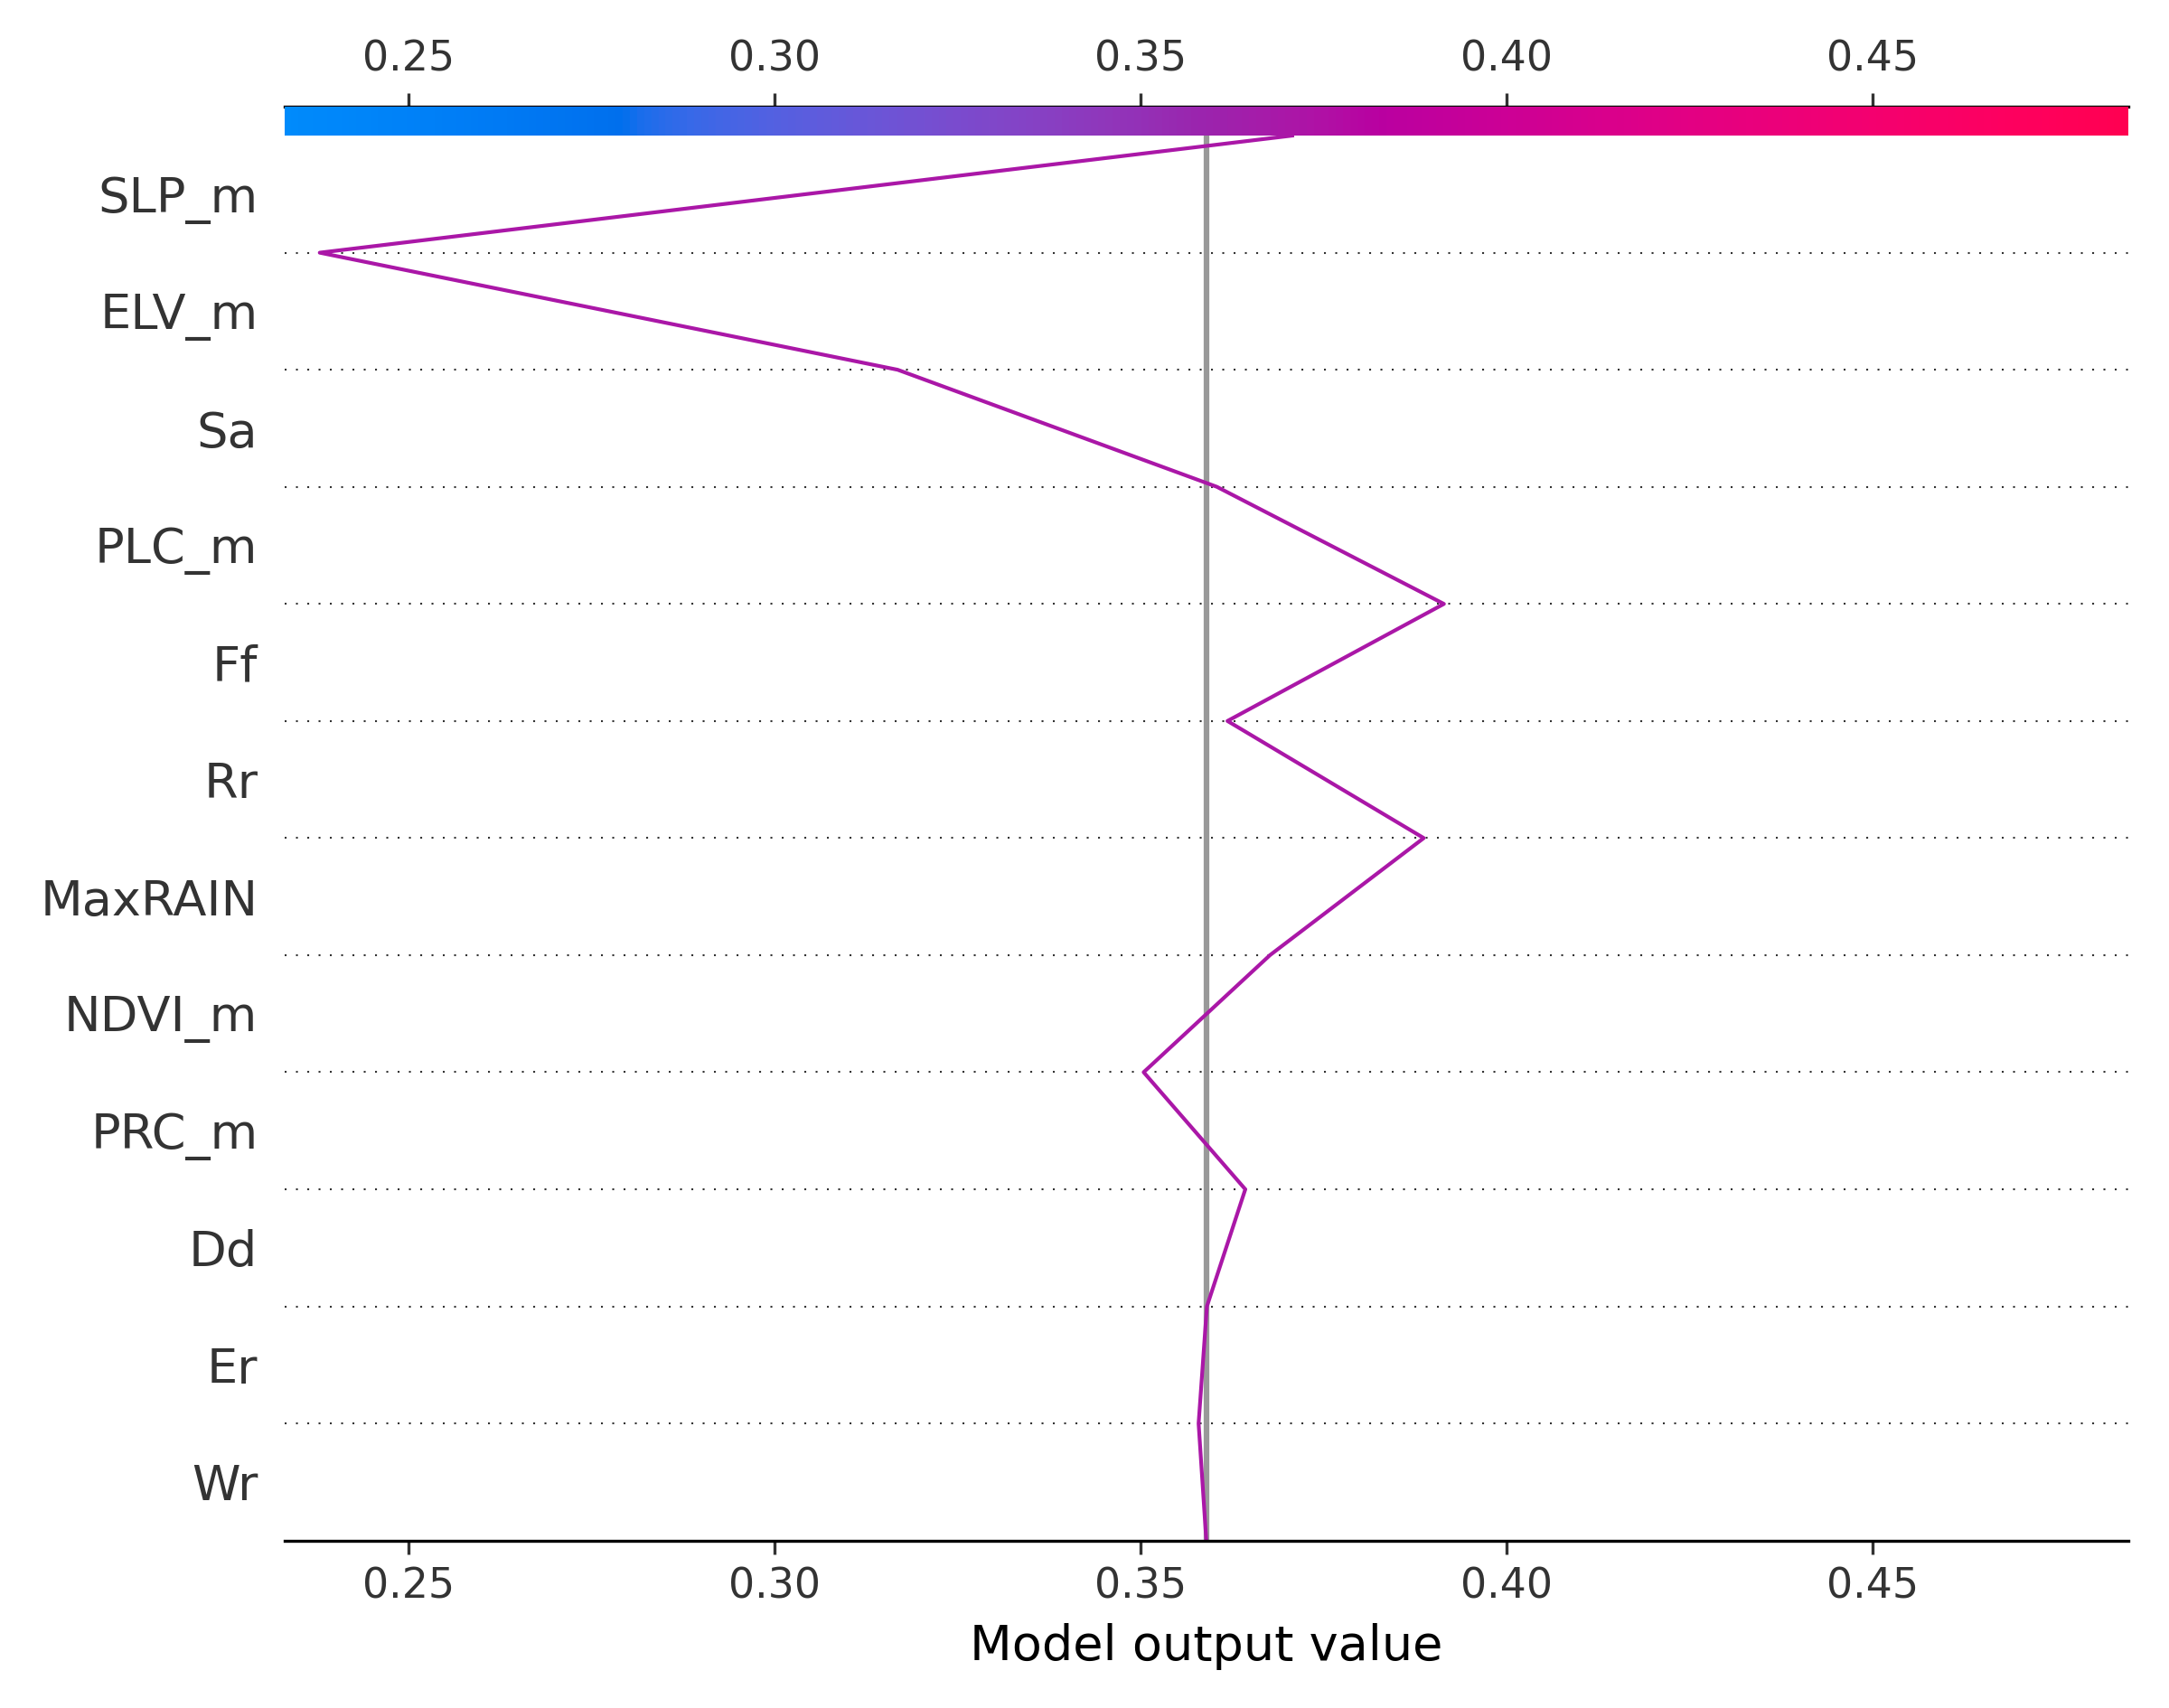 0.25 0.30 0.35 0.40 0.45
SLP_m
ELV_m
Sa
PLC_m
Ff
Rr
MaxRAIN
NDVI_m
PRC_m
Dd
Er
Wr
0.25 0.30 0.35 0.40 0.45
Model output value